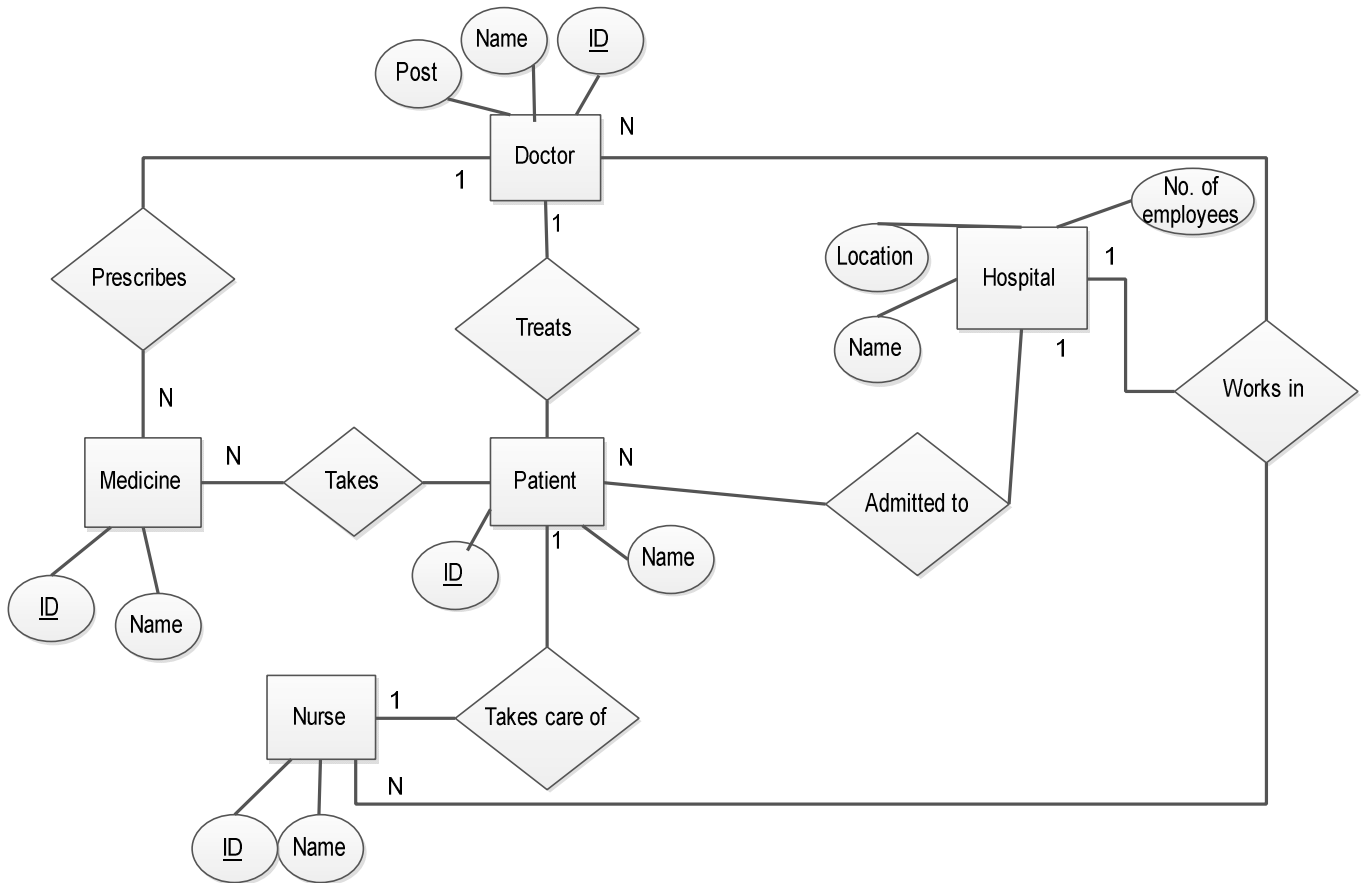 Name
ID
Post
N
Doctor
1
1
No. of
employees
Location
1
Hospital
Prescribes
Treats
Name
1
Works in
N
N
N
Medicine
Takes
Patient
Admitted to
1
Name
ID
ID
Name
1
Nurse
Takes care of
N
ID
Name